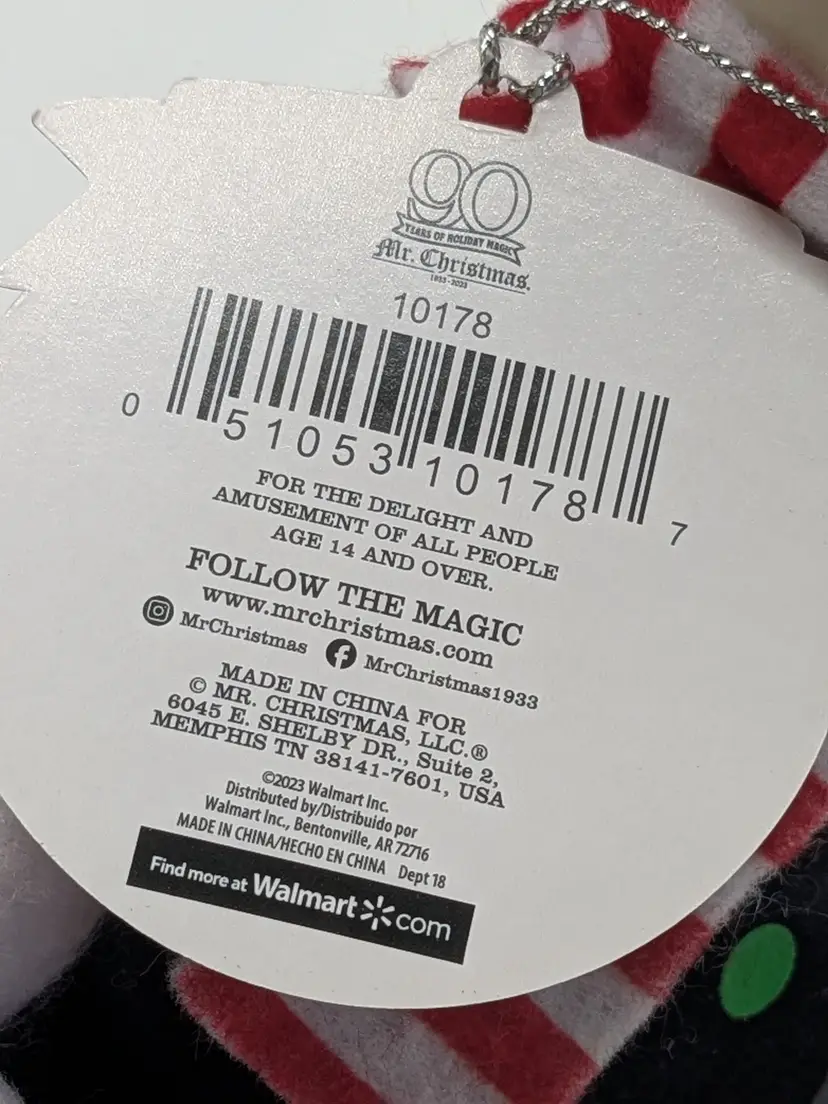 90
YEARS OF HOLIDAY MAGIC
Mr. Christmas.
1933-2023
10178
0 51053 10178 7
FOR THE DELIGHT AND
AMUSEMENT OF ALL PEOPLE
AGE 14 AND OVER.
FOLLOW THE MAGIC
www.mrchristmas.com
MrChristmas MrChristmas1933
MADE IN CHINA FOR
© MR. CHRISTMAS, LLC.®
6045 E. SHELBY DR., Suite 2,
MEMPHIS TN 38141-7601, USA
©2023 Walmart Inc.
Distributed by/Distribuido por
Walmart Inc., Bentonville, AR 72716
MADE IN CHINA/HECHO EN CHINA Dept 18
Find more at Walmart.com